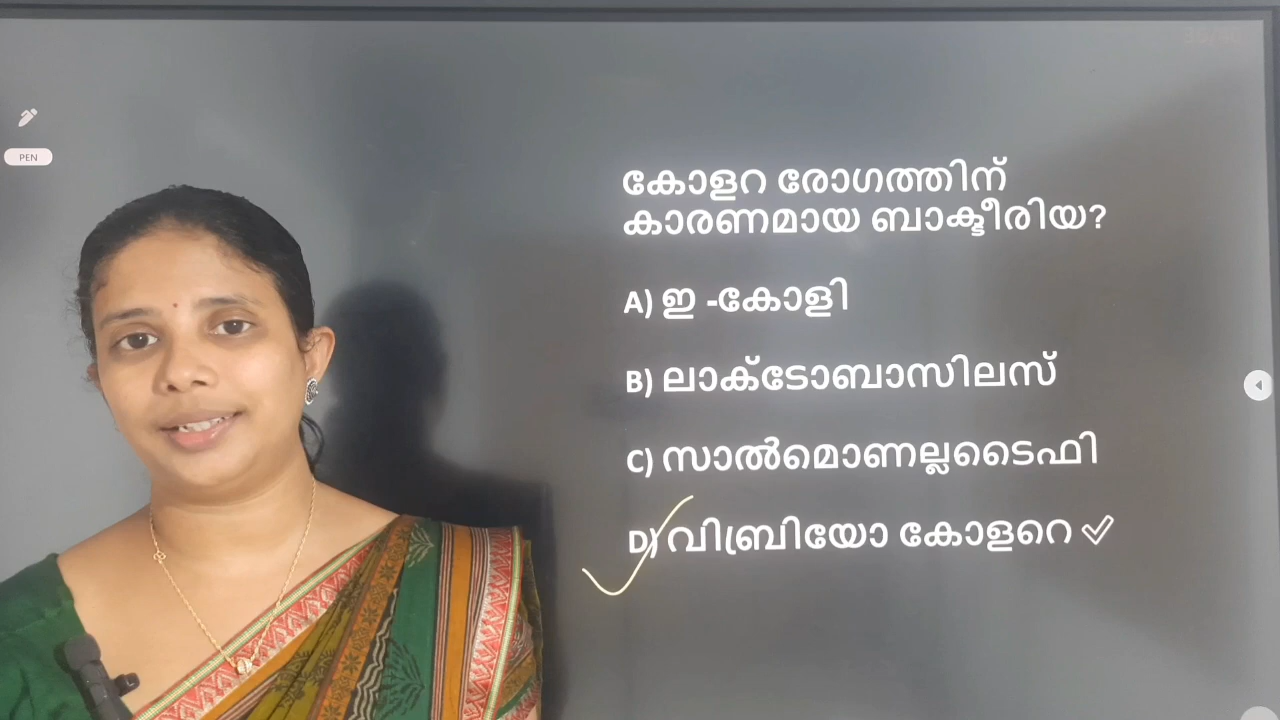 PEN
കോളറ രോഗത്തിന്
കാരണമായ ബാക്ടീരിയ?
A) ഇ -കോളി
B) ലാക്ടോബാസിലസ്
C) സാൽമൊണല്ലടൈഫി
D) വിബ്രിയോ കോളറെ